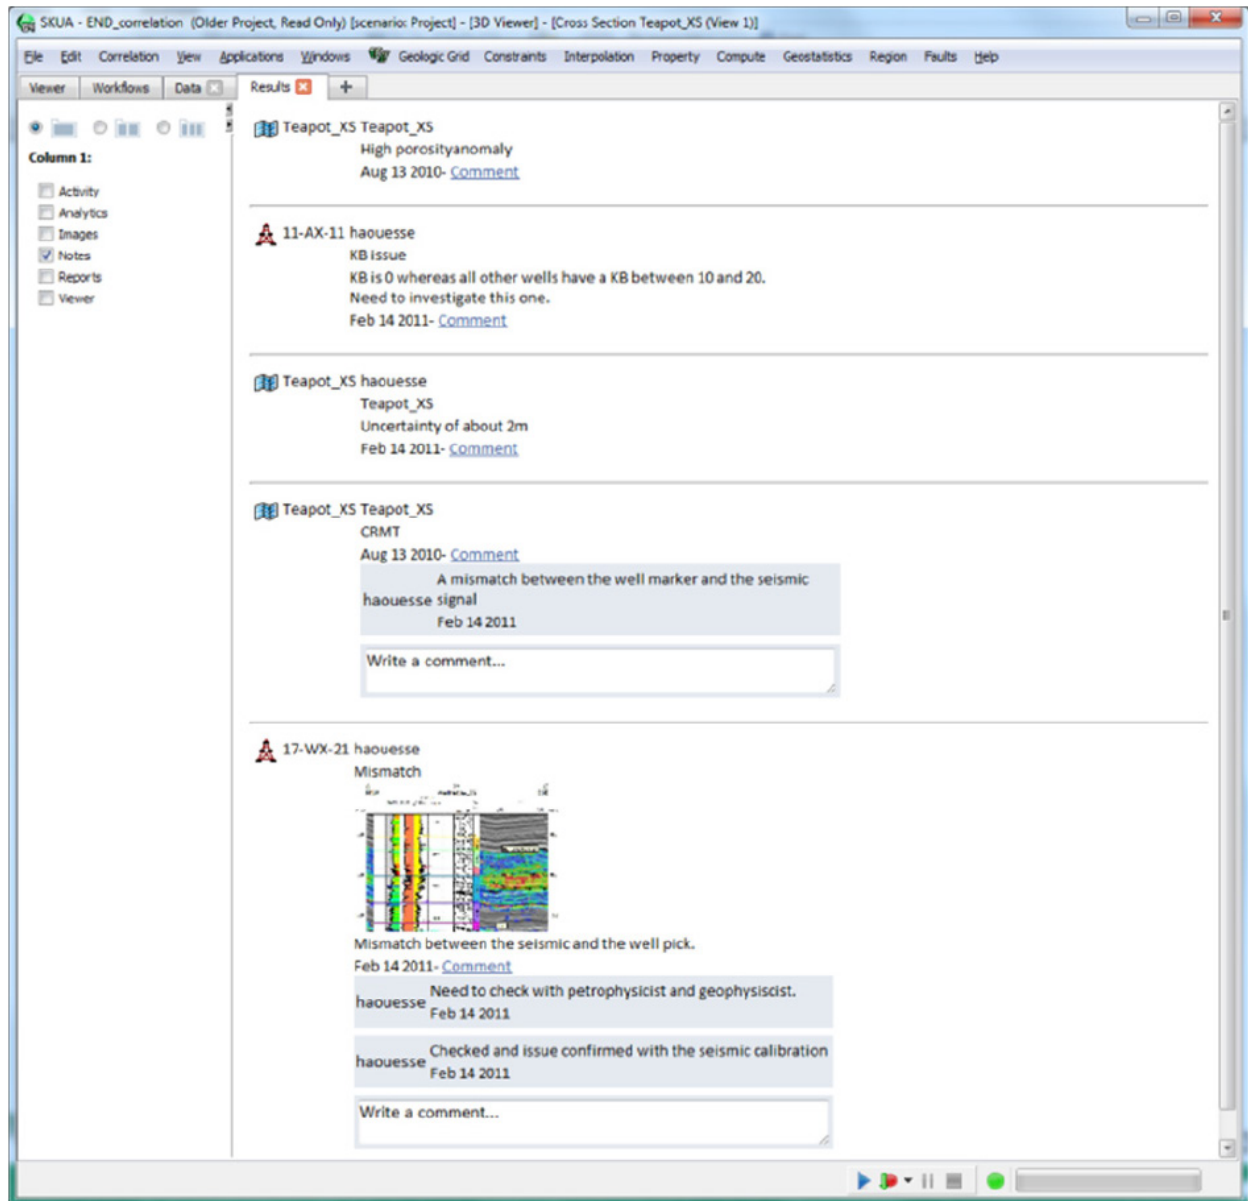 SKUA - END_correlation (Older Project, Read Only) [scenario: Project] - [3D Viewer] - [Cross Section Teapot_XS (View 1)]
File Edit Correlation View Applications Windows Geologic Grid Constraints Interpolation Property Compute Geostatistics Region Faults Help
Viewer Workflows Data Results +
Column 1:
Activity
Analytics
Images
Notes
Reports
Viewer
Teapot_XS Teapot_XS
High porosityanomaly
Aug 13 2010- Comment
11-AX-11 haouesse
KB issue
KB is 0 whereas all other wells have a KB between 10 and 20.
Need to investigate this one.
Feb 14 2011- Comment
Teapot_XS haouesse
Teapot_XS
Uncertainty of about 2m
Feb 14 2011- Comment
Teapot_XS Teapot_XS
CRMT
Aug 13 2010- Comment
A mismatch between the well marker and the seismic
haouesse signal
Feb 14 2011
Write a comment...
17-WX-21 haouesse
Mismatch
Mismatch between the seismic and the well pick.
Feb 14 2011- Comment
haouesse Need to check with petrophysicist and geophysiscist.
Feb 14 2011
haouesse Checked and issue confirmed with the seismic calibration
Feb 14 2011
Write a comment...